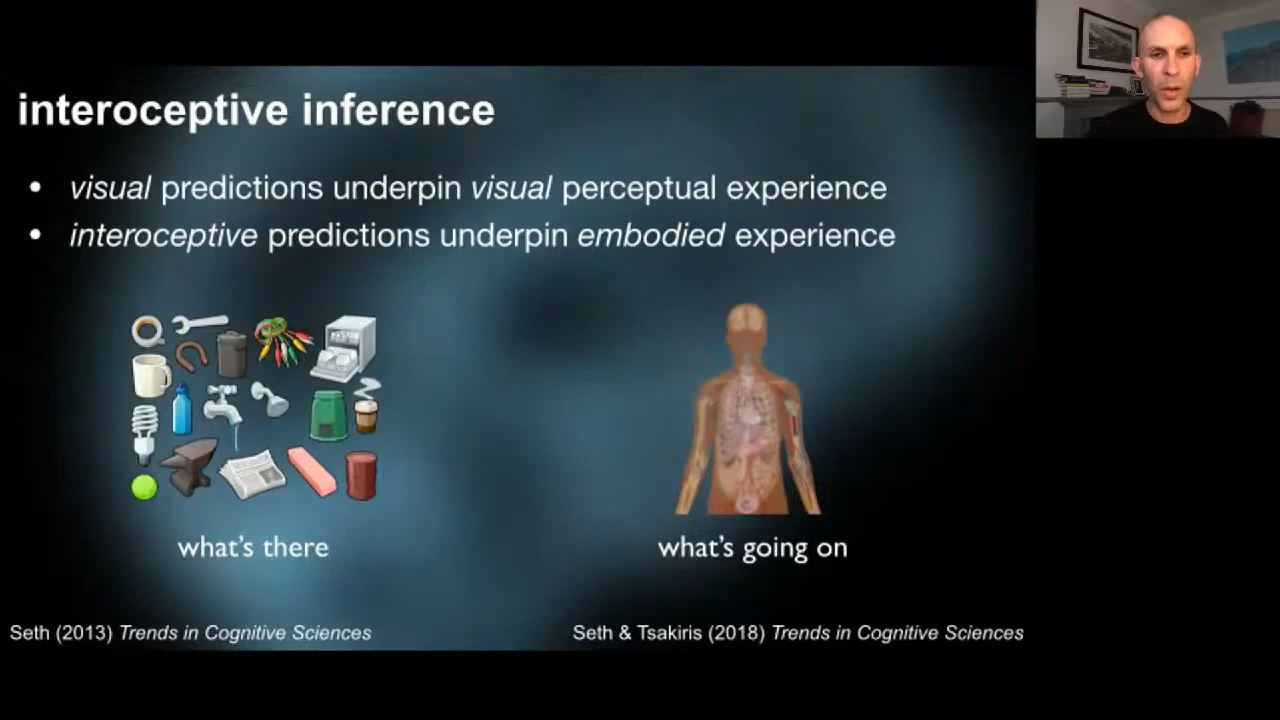 interoceptive inference
• visual predictions underpin visual perceptual experience
• interoceptive predictions underpin embodied experience
what's there
what's going on
Seth (2013) Trends in Cognitive Sciences
Seth & Tsakiris (2018) Trends in Cognitive Sciences